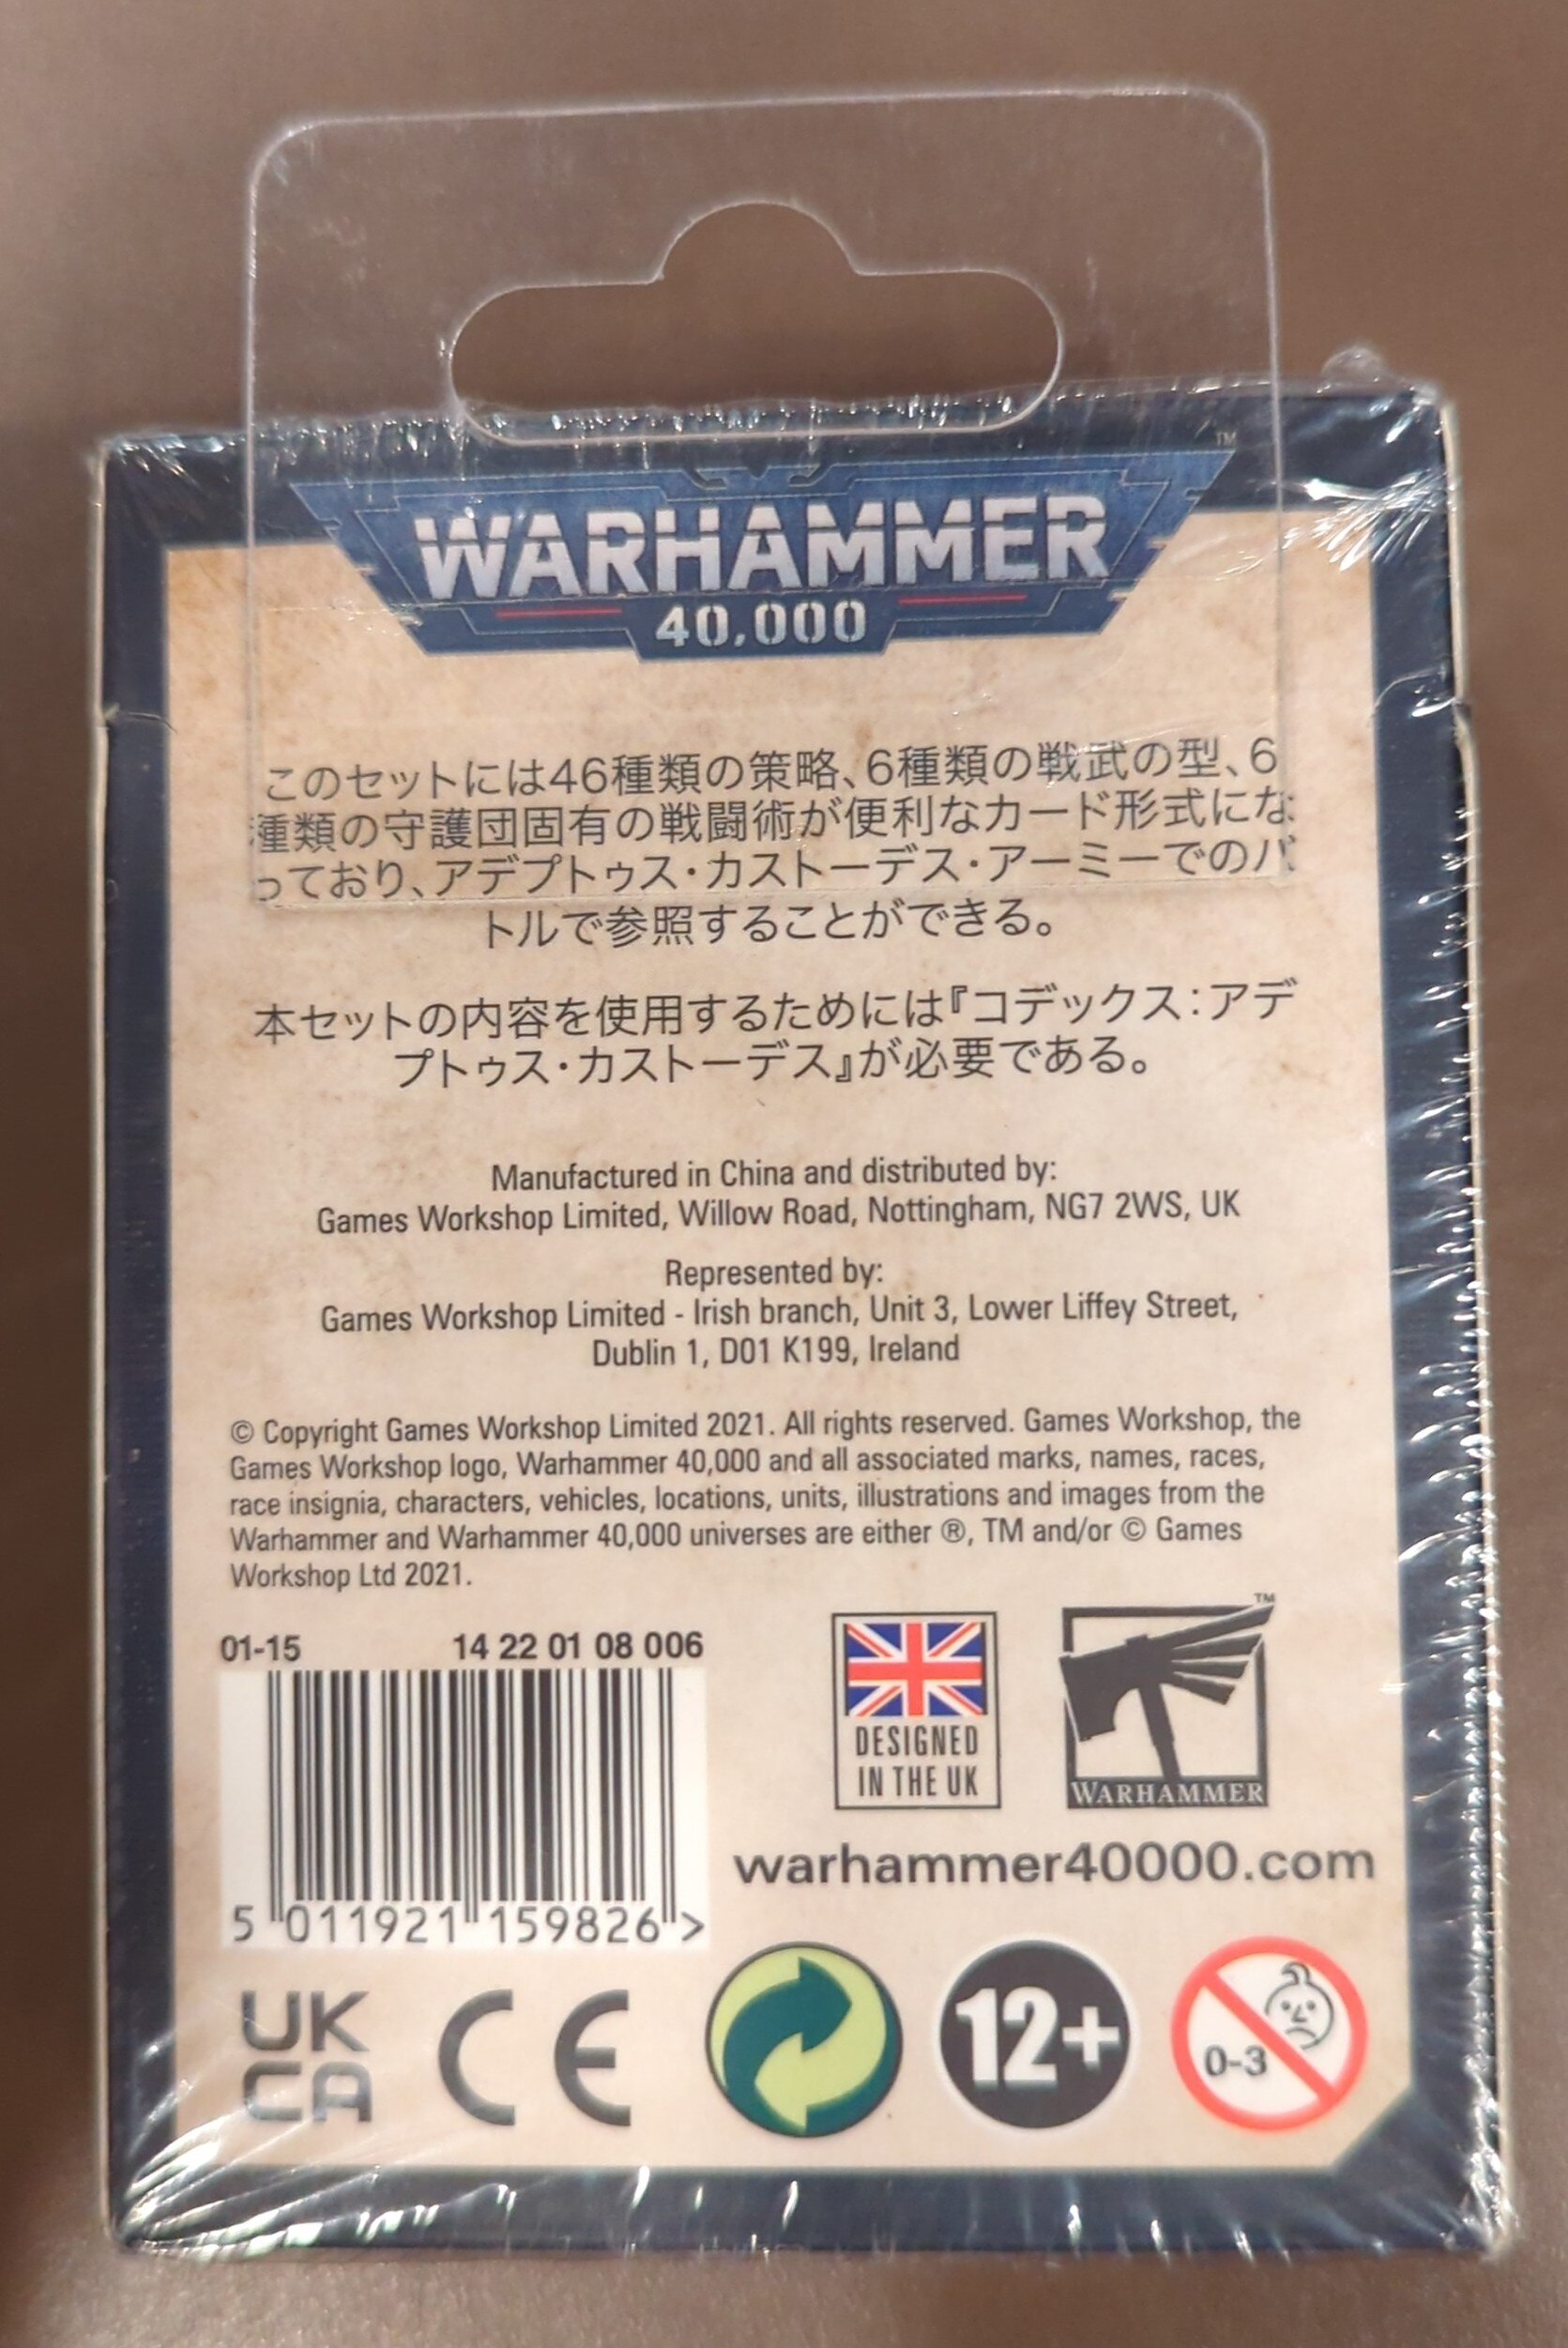 WARHAMMER
40,000
TM
このセットには46種類の策略、6種類の戦武の型、6
種類の守護団固有の戦闘術が便利なカード形式にな
っており、アデプトゥス・カストーデス・アーミーでのバ
トルで参照することができる。
本セットの内容を使用するためには『コデックス：アデ
プトゥス・カストーデス』が必要である。
Manufactured in China and distributed by:
Games Workshop Limited, Willow Road, Nottingham, NG7 2WS, UK
Represented by:
Games Workshop Limited - Irish branch, Unit 3, Lower Liffey Street,
Dublin 1, D01 K199, Ireland
© Copyright Games Workshop Limited 2021. All rights reserved. Games Workshop, the
Games Workshop logo, Warhammer 40,000 and all associated marks, names, races,
race insignia, characters, vehicles, locations, units, illustrations and images from the
Warhammer and Warhammer 40,000 universes are either ®, TM and/or © Games
Workshop Ltd 2021.
01-15 14 22 01 08 006
5 011921 159826 >
DESIGNED
IN THE UK
TM
WARHAMMER
warhammer40000.com
UK
CA
CE
12+
0-3